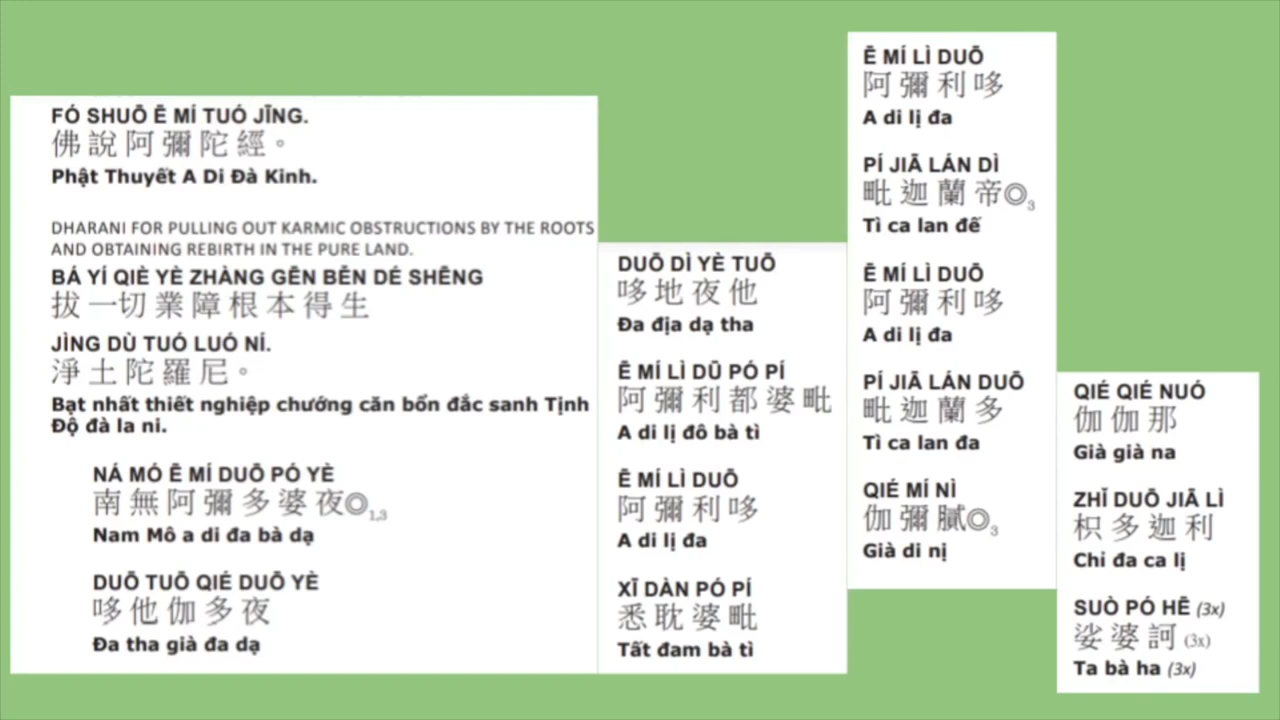 FÓ SHUŌ Ē MÍ TUÓ JĪNG.
佛說阿彌陀經。
Phật Thuyết A Di Đà Kinh.
DHARANI FOR PULLING OUT KARMIC OBSTRUCTIONS BY THE ROOTS
AND OBTAINING REBIRTH IN THE PURE LAND.
BÁ YÍ QIÈ YÈ ZHÀNG GĒN BĒN DÉ SHĒNG
拔一切業障根本得生
JÌNG DÙ TUÓ LUÓ NÍ.
淨土陀羅尼。
Bạt nhất thiết nghiệp chướng căn bổn đắc sanh Tịnh
Độ đà la ni.
NÁ MÓ Ē MÍ DUŌ PÓ YÈ
南無阿彌多婆夜◎1,3
Nam Mô a di đa bà dạ
DUŌ TUŌ QIÉ DUŌ YÈ
哆他伽多夜
Đa tha già đa dạ
DUŌ DÌ YÈ TUŌ
哆地夜他
Đa địa dạ tha
Ē MÍ LÌ DŪ PÓ PÍ
阿彌利都婆毗
A di lị đô bà tì
Ē MÍ LÌ DUŌ
阿彌利哆
A di lị đa
XĪ DÀN PÓ PÍ
悉耽婆毗
Tất đam bà tì
Ē MÍ LÌ DUŌ
阿彌利哆
A di lị đa
PÍ JIĀ LÁN DÌ
毗迦蘭帝◎3
Tì ca lan đế
Ē MÍ LÌ DUŌ
阿彌利哆
A di lị đa
PÍ JIĀ LÁN DUŌ
毗迦蘭多
Tì ca lan đa
QIÉ MÍ NÌ
伽彌膩◎3
Già di nị
QIÉ QIÉ NUÓ
伽伽那
Già già na
ZHǏ DUŌ JIĀ LÌ
枳多迦利
Chỉ đa ca lị
SUÒ PÓ HĒ (3x)
娑婆訶 (3x)
Ta bà ha (3x)